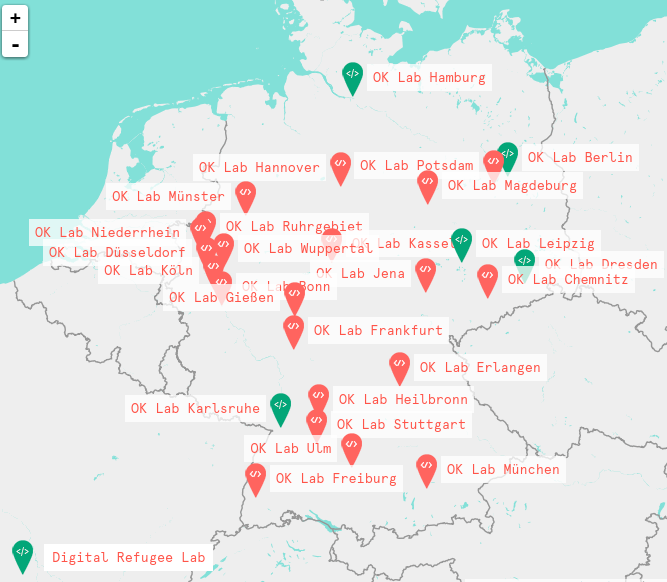 +
-
OK Lab Hamburg
OK Lab Berlin
OK Lab Hannover
OK Lab Potsdam
OK Lab Magdeburg
OK Lab Münster
OK Lab Ruhrgebiet
OK Lab Niederrhein
OK Lab Kassel
OK Lab Leipzig
OK Lab Düsseldorf
OK Lab Wuppertal
OK Lab Dresden
OK Lab Köln
OK Lab Jena
OK Lab Chemnitz
OK Lab Bonn
OK Lab Gießen
OK Lab Frankfurt
OK Lab Erlangen
OK Lab Heilbronn
OK Lab Karlsruhe
OK Lab Stuttgart
OK Lab Ulm
OK Lab München
OK Lab Freiburg
Digital Refugee Lab